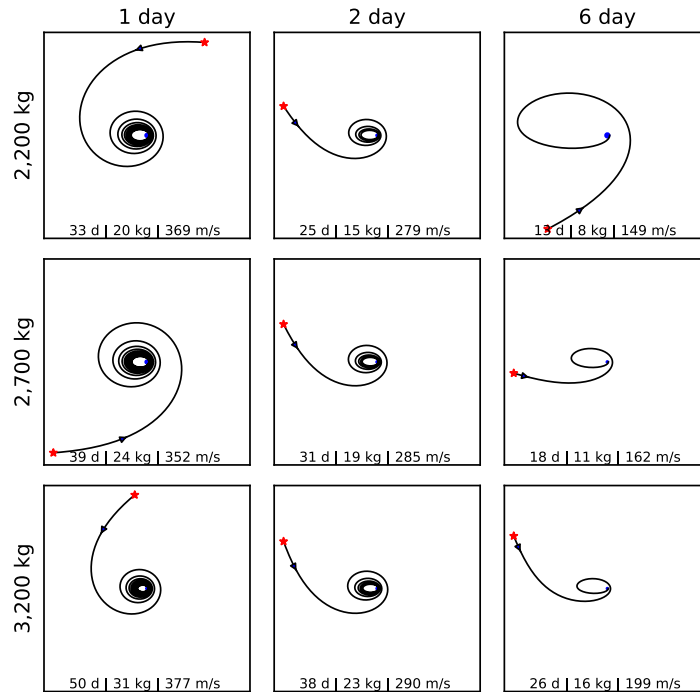 1 day 2 day 6 day
2,200 kg
33 d | 20 kg | 369 m/s
25 d | 15 kg | 279 m/s
13 d | 8 kg | 149 m/s
2,700 kg
39 d | 24 kg | 352 m/s
31 d | 19 kg | 285 m/s
18 d | 11 kg | 162 m/s
3,200 kg
50 d | 31 kg | 377 m/s
38 d | 23 kg | 290 m/s
26 d | 16 kg | 199 m/s